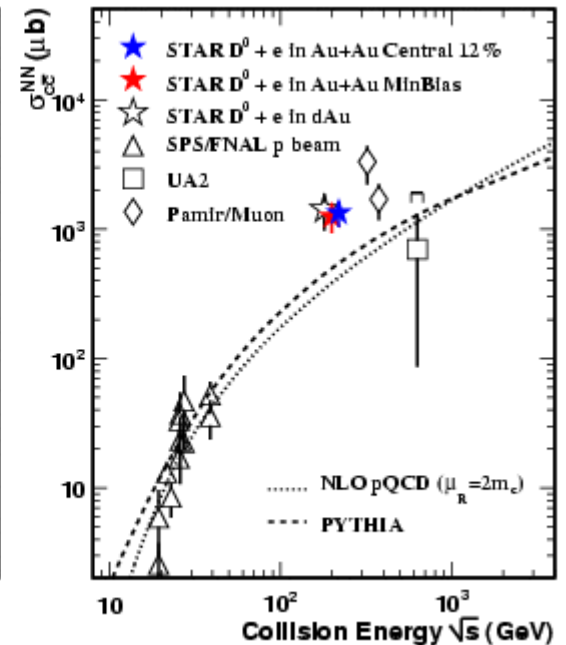 σ_cc̄^NN (μb)
10^4
10^3
10^2
10
STAR D^0 + e in Au+Au Central 12%
STAR D^0 + e in Au+Au MinBias
STAR D^0 + e in dAu
SPS/FNAL p beam
UA2
Pamir/Muon
NLO pQCD (μ_R=2m_c)
PYTHIA
10 10^2 10^3
Collision Energy √s (GeV)